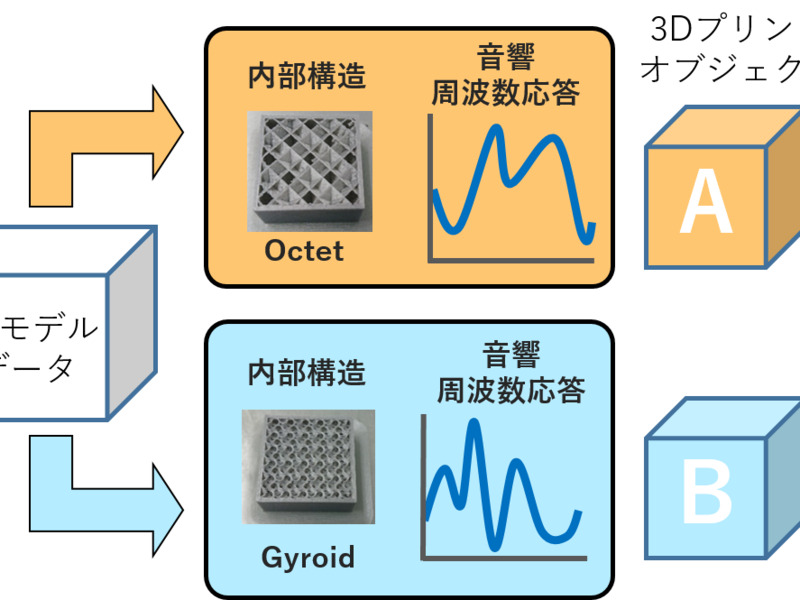 3Dプリン
オブジェク
内部構造
音響
周波数応答
Octet
A
モデル
データ
内部構造
音響
周波数応答
Gyroid
B